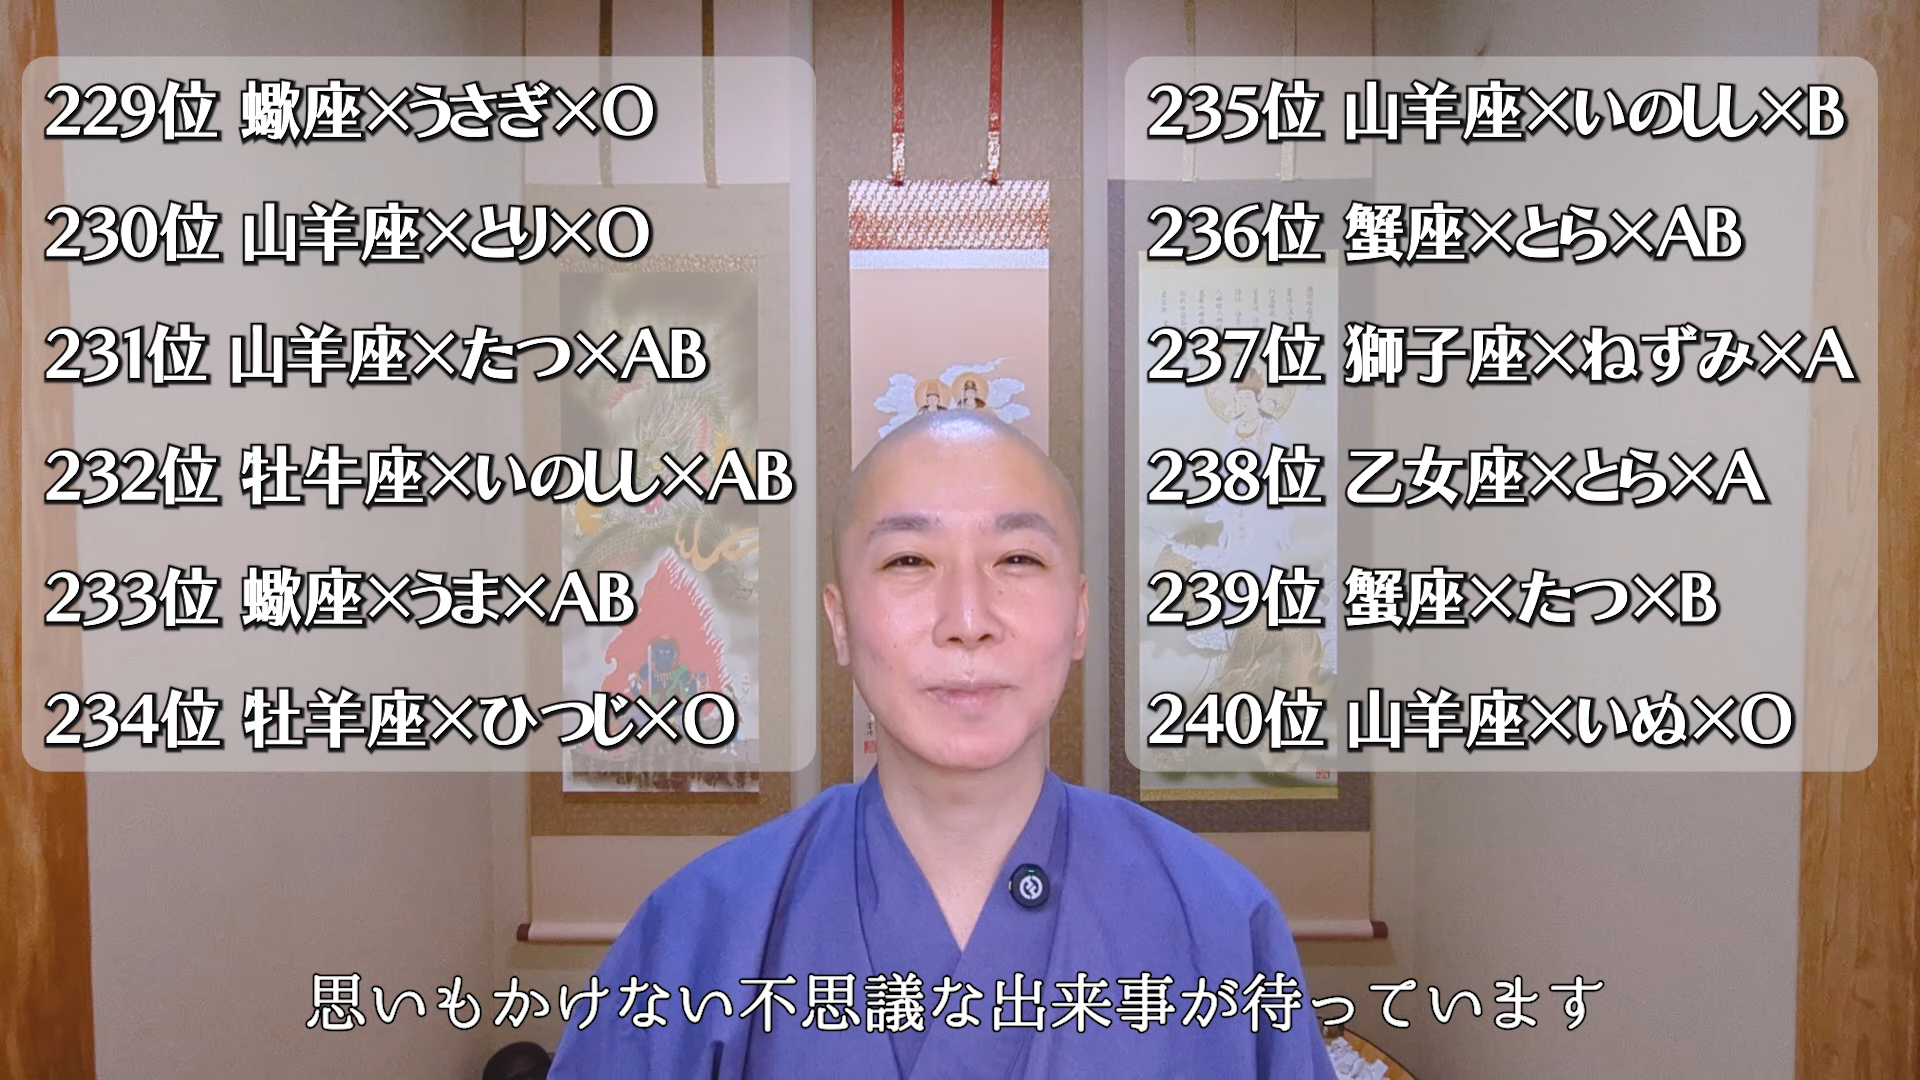 229位 蠍座×うさぎ×O
230位 山羊座×とり×O
231位 山羊座×たつ×AB
232位 牡牛座×いのしし×AB
233位 蠍座×うま×AB
234位 牡羊座×ひつじ×O
235位 山羊座×いのしし×B
236位 蟹座×とら×AB
237位 獅子座×ねずみ×A
238位 乙女座×とら×A
239位 蟹座×たつ×B
240位 山羊座×いぬ×O
思いもかけない不思議な出来事が待っています